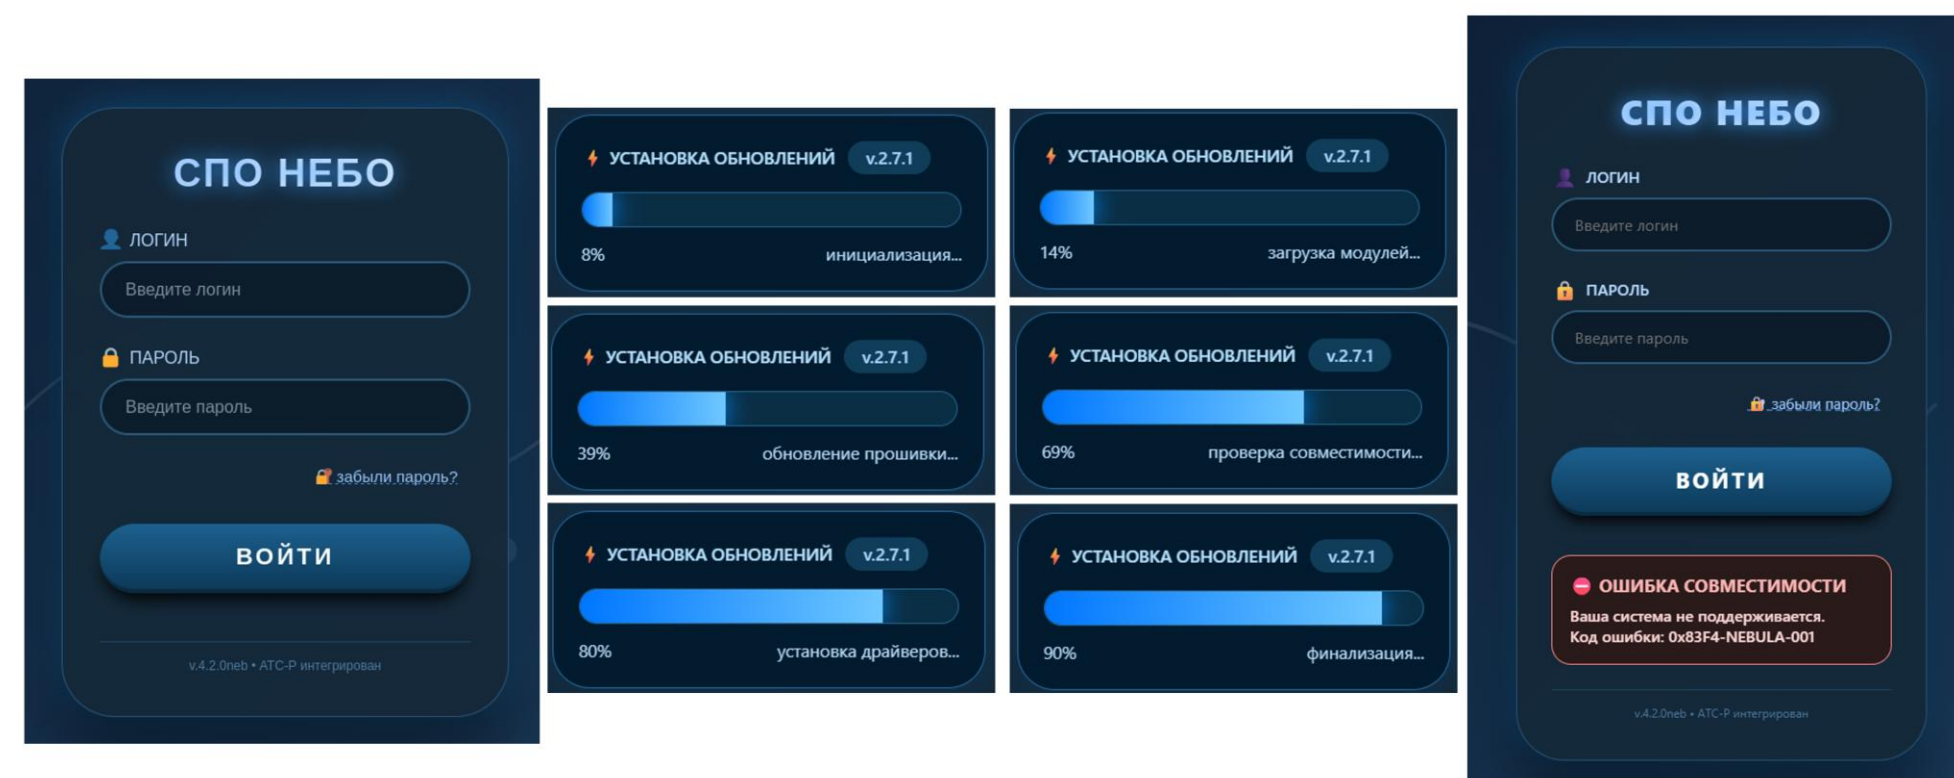 СПО НЕБО
ЛОГИН
Введите логин
ПАРОЛЬ
Введите пароль
забыли пароль?
ВОЙТИ
v.4.2.0neb • АТС-Р интегрирован
УСТАНОВКА ОБНОВЛЕНИЙ v.2.7.1
8% инициализация...
УСТАНОВКА ОБНОВЛЕНИЙ v.2.7.1
14% загрузка модулей...
УСТАНОВКА ОБНОВЛЕНИЙ v.2.7.1
39% обновление прошивки...
УСТАНОВКА ОБНОВЛЕНИЙ v.2.7.1
69% проверка совместимости...
УСТАНОВКА ОБНОВЛЕНИЙ v.2.7.1
80% установка драйверов...
УСТАНОВКА ОБНОВЛЕНИЙ v.2.7.1
90% финализация...
СПО НЕБО
ЛОГИН
Введите логин
ПАРОЛЬ
Введите пароль
забыли пароль?
ВОЙТИ
ОШИБКА СОВМЕСТИМОСТИ
Ваша система не поддерживается.
Код ошибки: 0x83F4-NEBULA-001
v.4.2.0neb • АТС-Р интегрирован